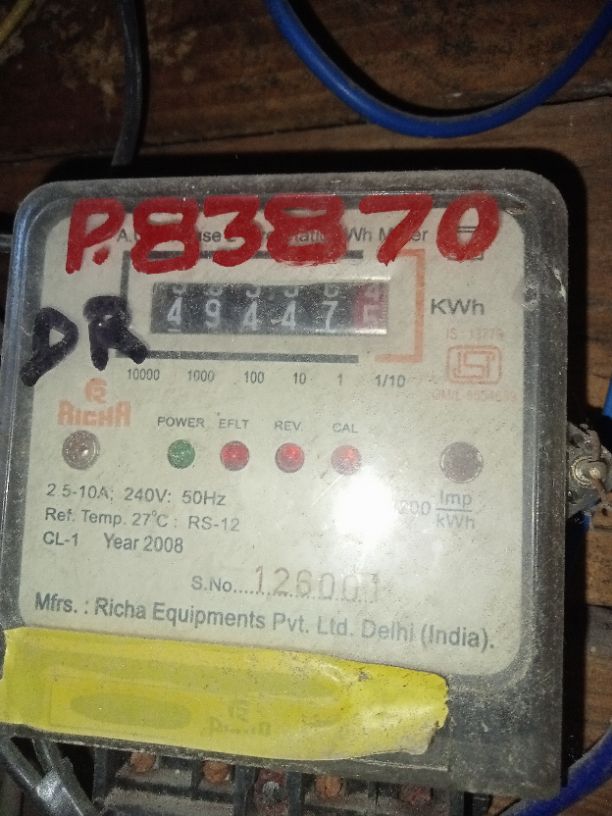 P.83870
KWh
4 9 4 4 7 5
DR
10000 1000 100 10 1 1/10
RICHA
POWER EFLT REV. CAL
2.5-10A; 240V: 50Hz
Imp
kWh
Ref. Temp. 27°C : RS-12
CL-1 Year 2008
S.No....126001
Mfrs. : Richa Equipments Pvt. Ltd. Delhi (India).